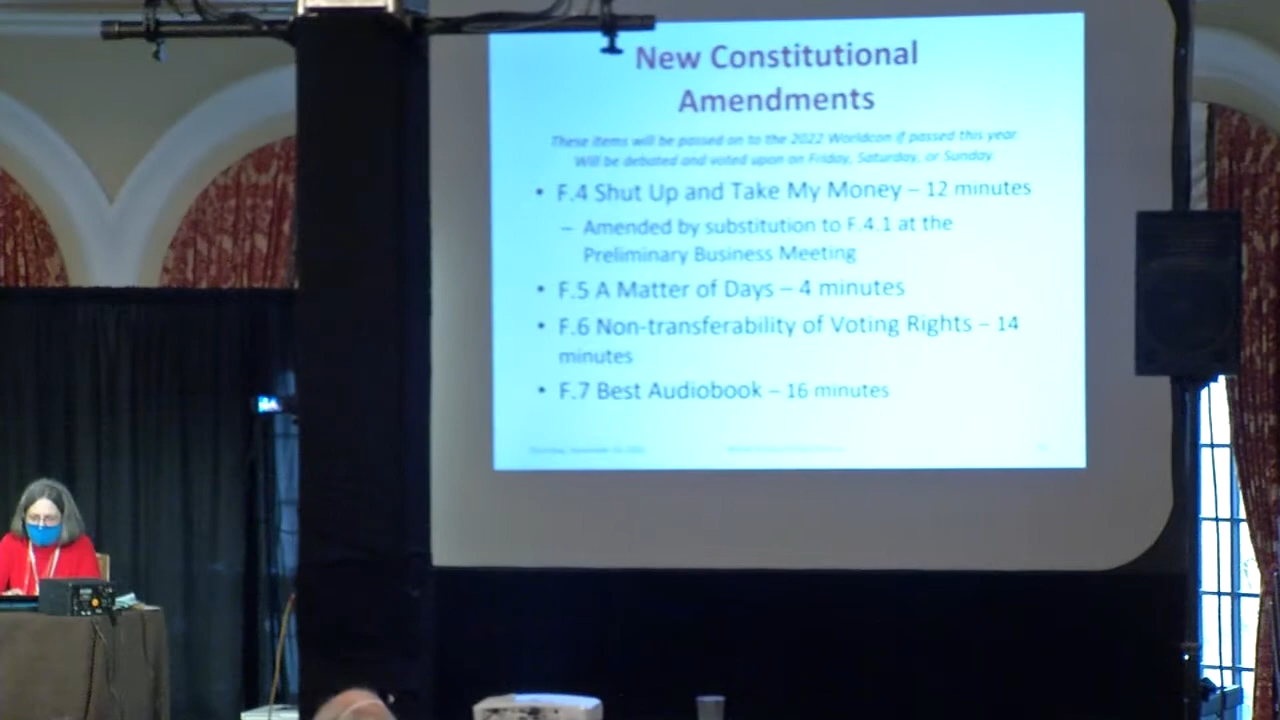 New Constitutional
Amendments
These items will be passed on to the 2022 Worldcon if passed this year.
Will be debated and voted upon on Friday, Saturday, or Sunday.
• F.4 Shut Up and Take My Money – 12 minutes
– Amended by substitution to F.4.1 at the
Preliminary Business Meeting
• F.5 A Matter of Days – 4 minutes
• F.6 Non-transferability of Voting Rights – 14
minutes
• F.7 Best Audiobook – 16 minutes